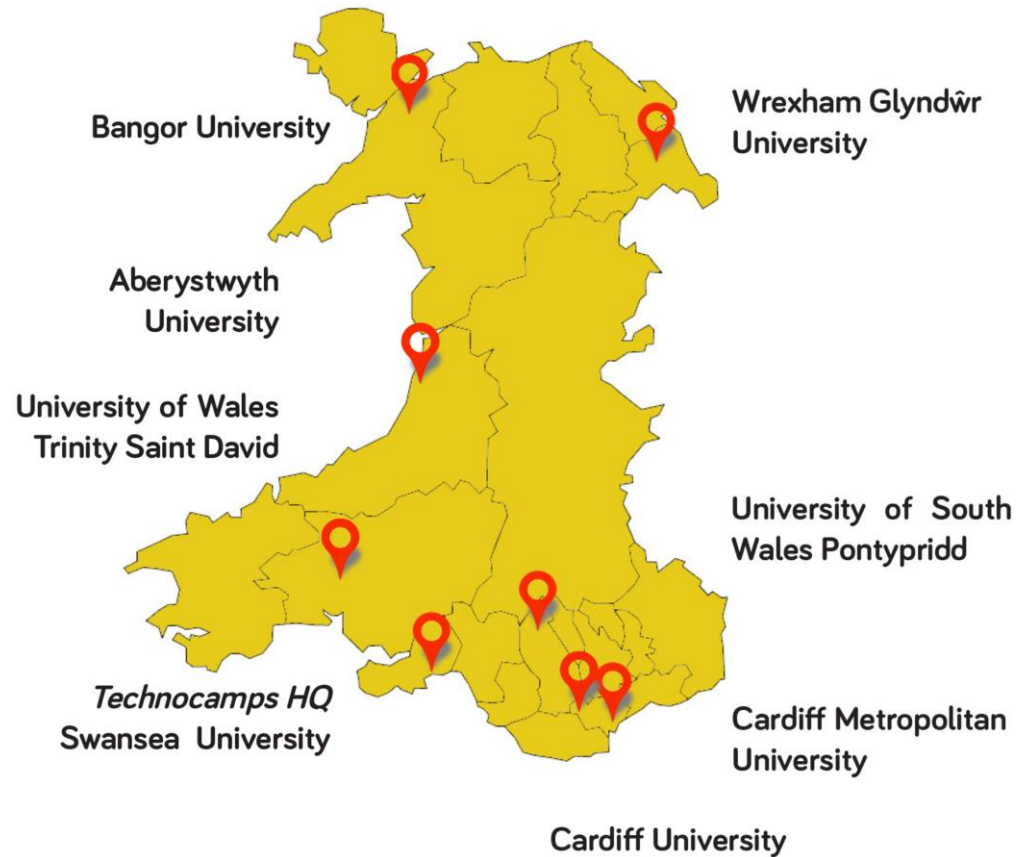 Bangor University
Wrexham Glyndŵr
University
Aberystwyth
University
University of Wales
Trinity Saint David
University of South
Wales Pontypridd
Technocamps HQ
Swansea University
Cardiff Metropolitan
University
Cardiff University